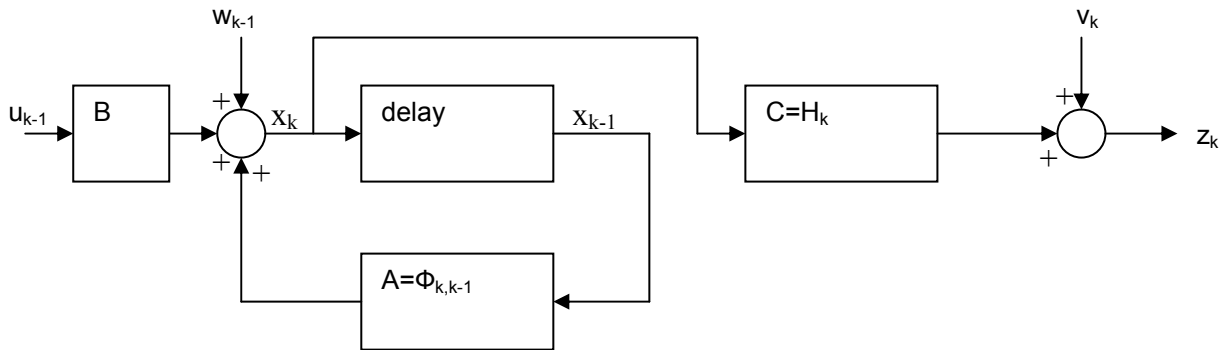 w_{k-1}
v_k
u_{k-1}
B
+
+
+
x_k
delay
x_{k-1}
C=H_k
+
+
z_k
A=Φ_{k,k-1}